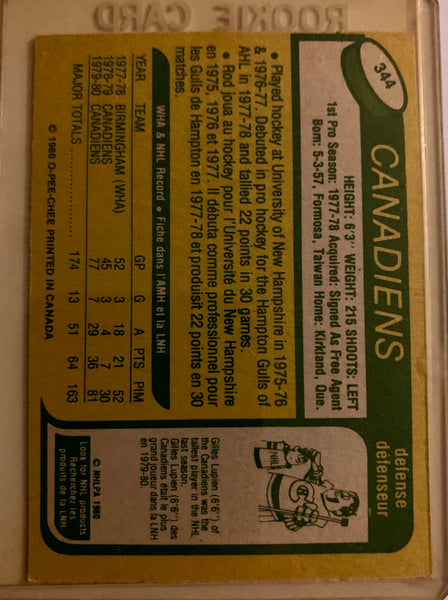 ROOKIE CARD
344
CANADIENS
defense
défenseur
HEIGHT: 6'3" WEIGHT: 215 SHOOTS: LEFT
1st Pro Season: 1977-78 Acquired: Signed As Free Agent
Born: 5-3-57, Formosa, Taiwan Home: Kirkland, Que.
• Played hockey at University of New Hampshire in 1975-76
& 1976-77. Debuted in pro hockey for the Hampton Gulls of
AHL in 1977-78 and tallied 22 points in 30 games.
• Rod joua au hockey pour l'Université du New Hampshire
en 1975, 1976 et 1977. Il débuta comme professionnel pour
les Gulls de Hampton en 1977-78 et produisit 22 points en 30
matches.
WHA & NHL Record • Fiche dans l'AMH et la LNH
YEAR TEAM GP G A PTS PIM
1977-78 BIRMINGHAM (WHA) 52 3 18 21 52
1978-79 CANADIENS 45 3 4 7 30
1979-80 CANADIENS 77 7 29 36 81
MAJOR TOTALS 174 13 51 64 163
© 1980 O-PEE-CHEE PRINTED IN CANADA
NHL
C
Gilles Lupien (6'6") of
the Canadiens was the
tallest player in the NHL
last season.
Gilles Lupien (6'6") des
Canadiens était le plus
grand joueur dans la LNH
en 1979-80.
© NHLPA 1980
Look for NHL products
Recherchez les
produits de la LNH